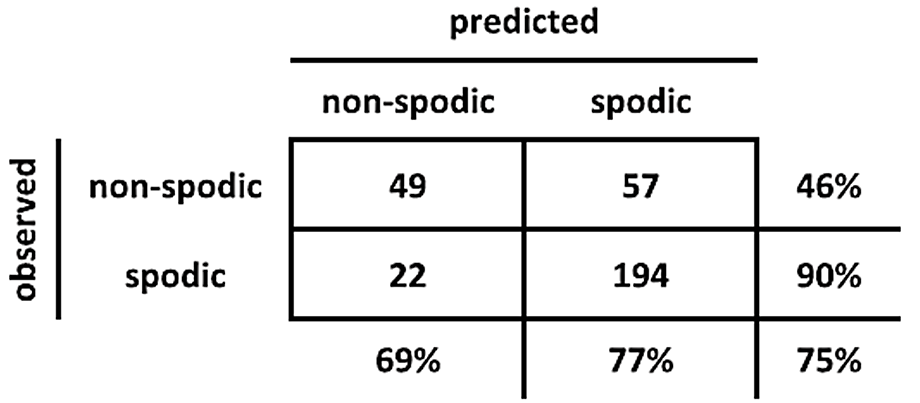 predicted
non-spodic spodic
observed
non-spodic 49 57 46%
spodic 22 194 90%
69% 77% 75%